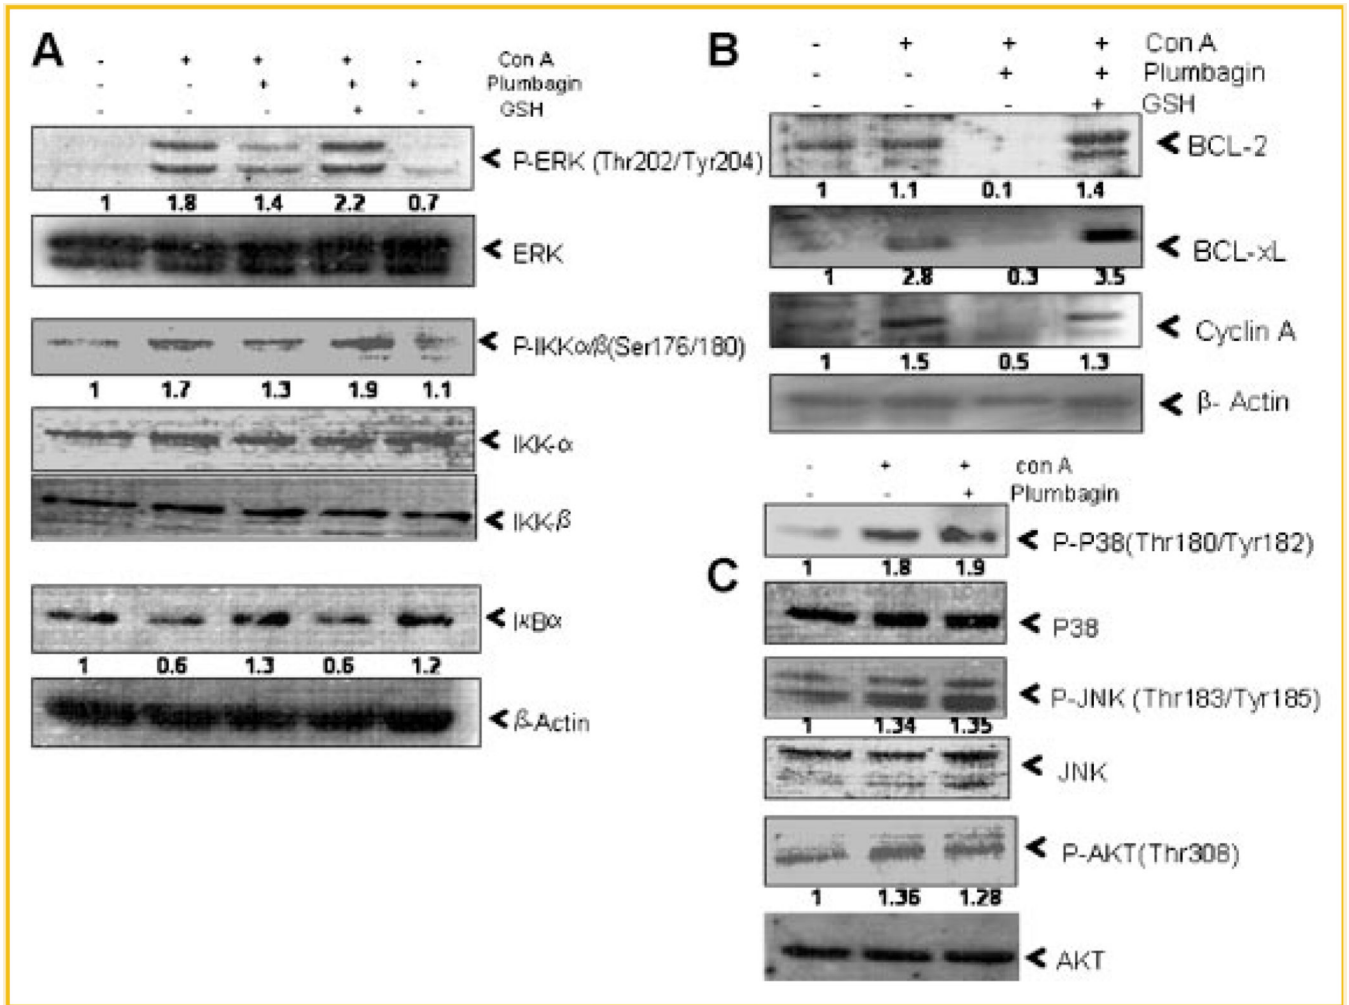 A
- + + + - Con A
- - + + + Plumbagin
- - - + - GSH
P-ERK (Thr202/Tyr204)
1 1.8 1.4 2.2 0.7
ERK
P-IKKα/β(Ser176/180)
1 1.7 1.3 1.9 1.1
IKK-α
IKK-β
IκBα
1 0.6 1.3 0.6 1.2
β-Actin
B
- + + + Con A
- - + + Plumbagin
- - - + GSH
BCL-2
1 1.1 0.1 1.4
BCL-xL
1 2.8 0.3 3.5
Cyclin A
1 1.5 0.5 1.3
β- Actin
C
- + + con A
- - + Plumbagin
P-P38(Thr180/Tyr182)
1 1.8 1.9
P38
P-JNK (Thr183/Tyr185)
1 1.34 1.35
JNK
P-AKT(Thr308)
1 1.36 1.28
AKT